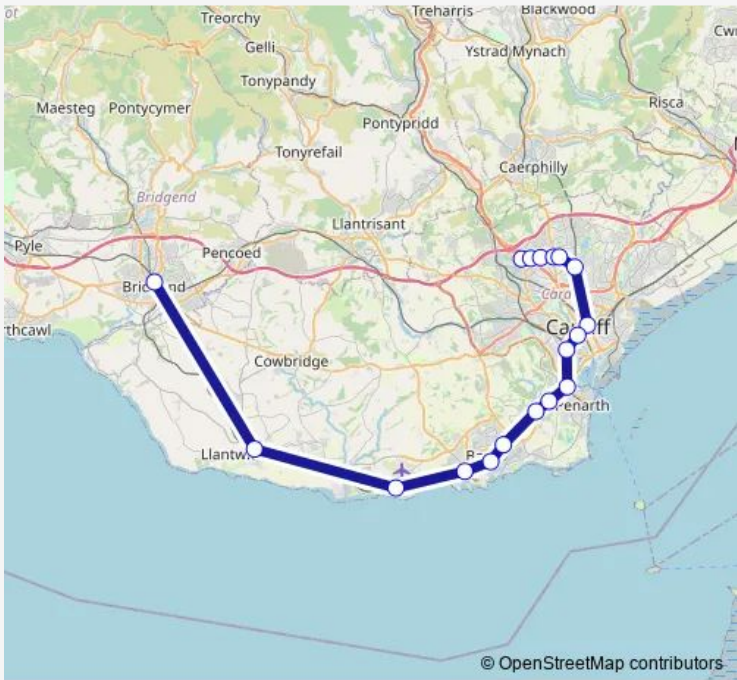 Treharris
Blackwood
Treorchy
Gelli
Ystrad Mynach
Tonypandy
Maesteg
Pontycymer
Risca
Pontypridd
Tonyrefail
Caerphilly
Bridgend
Llantrisant
Pyle
Pencoed
Cowbridge
Penarth
© OpenStreetMap contributors